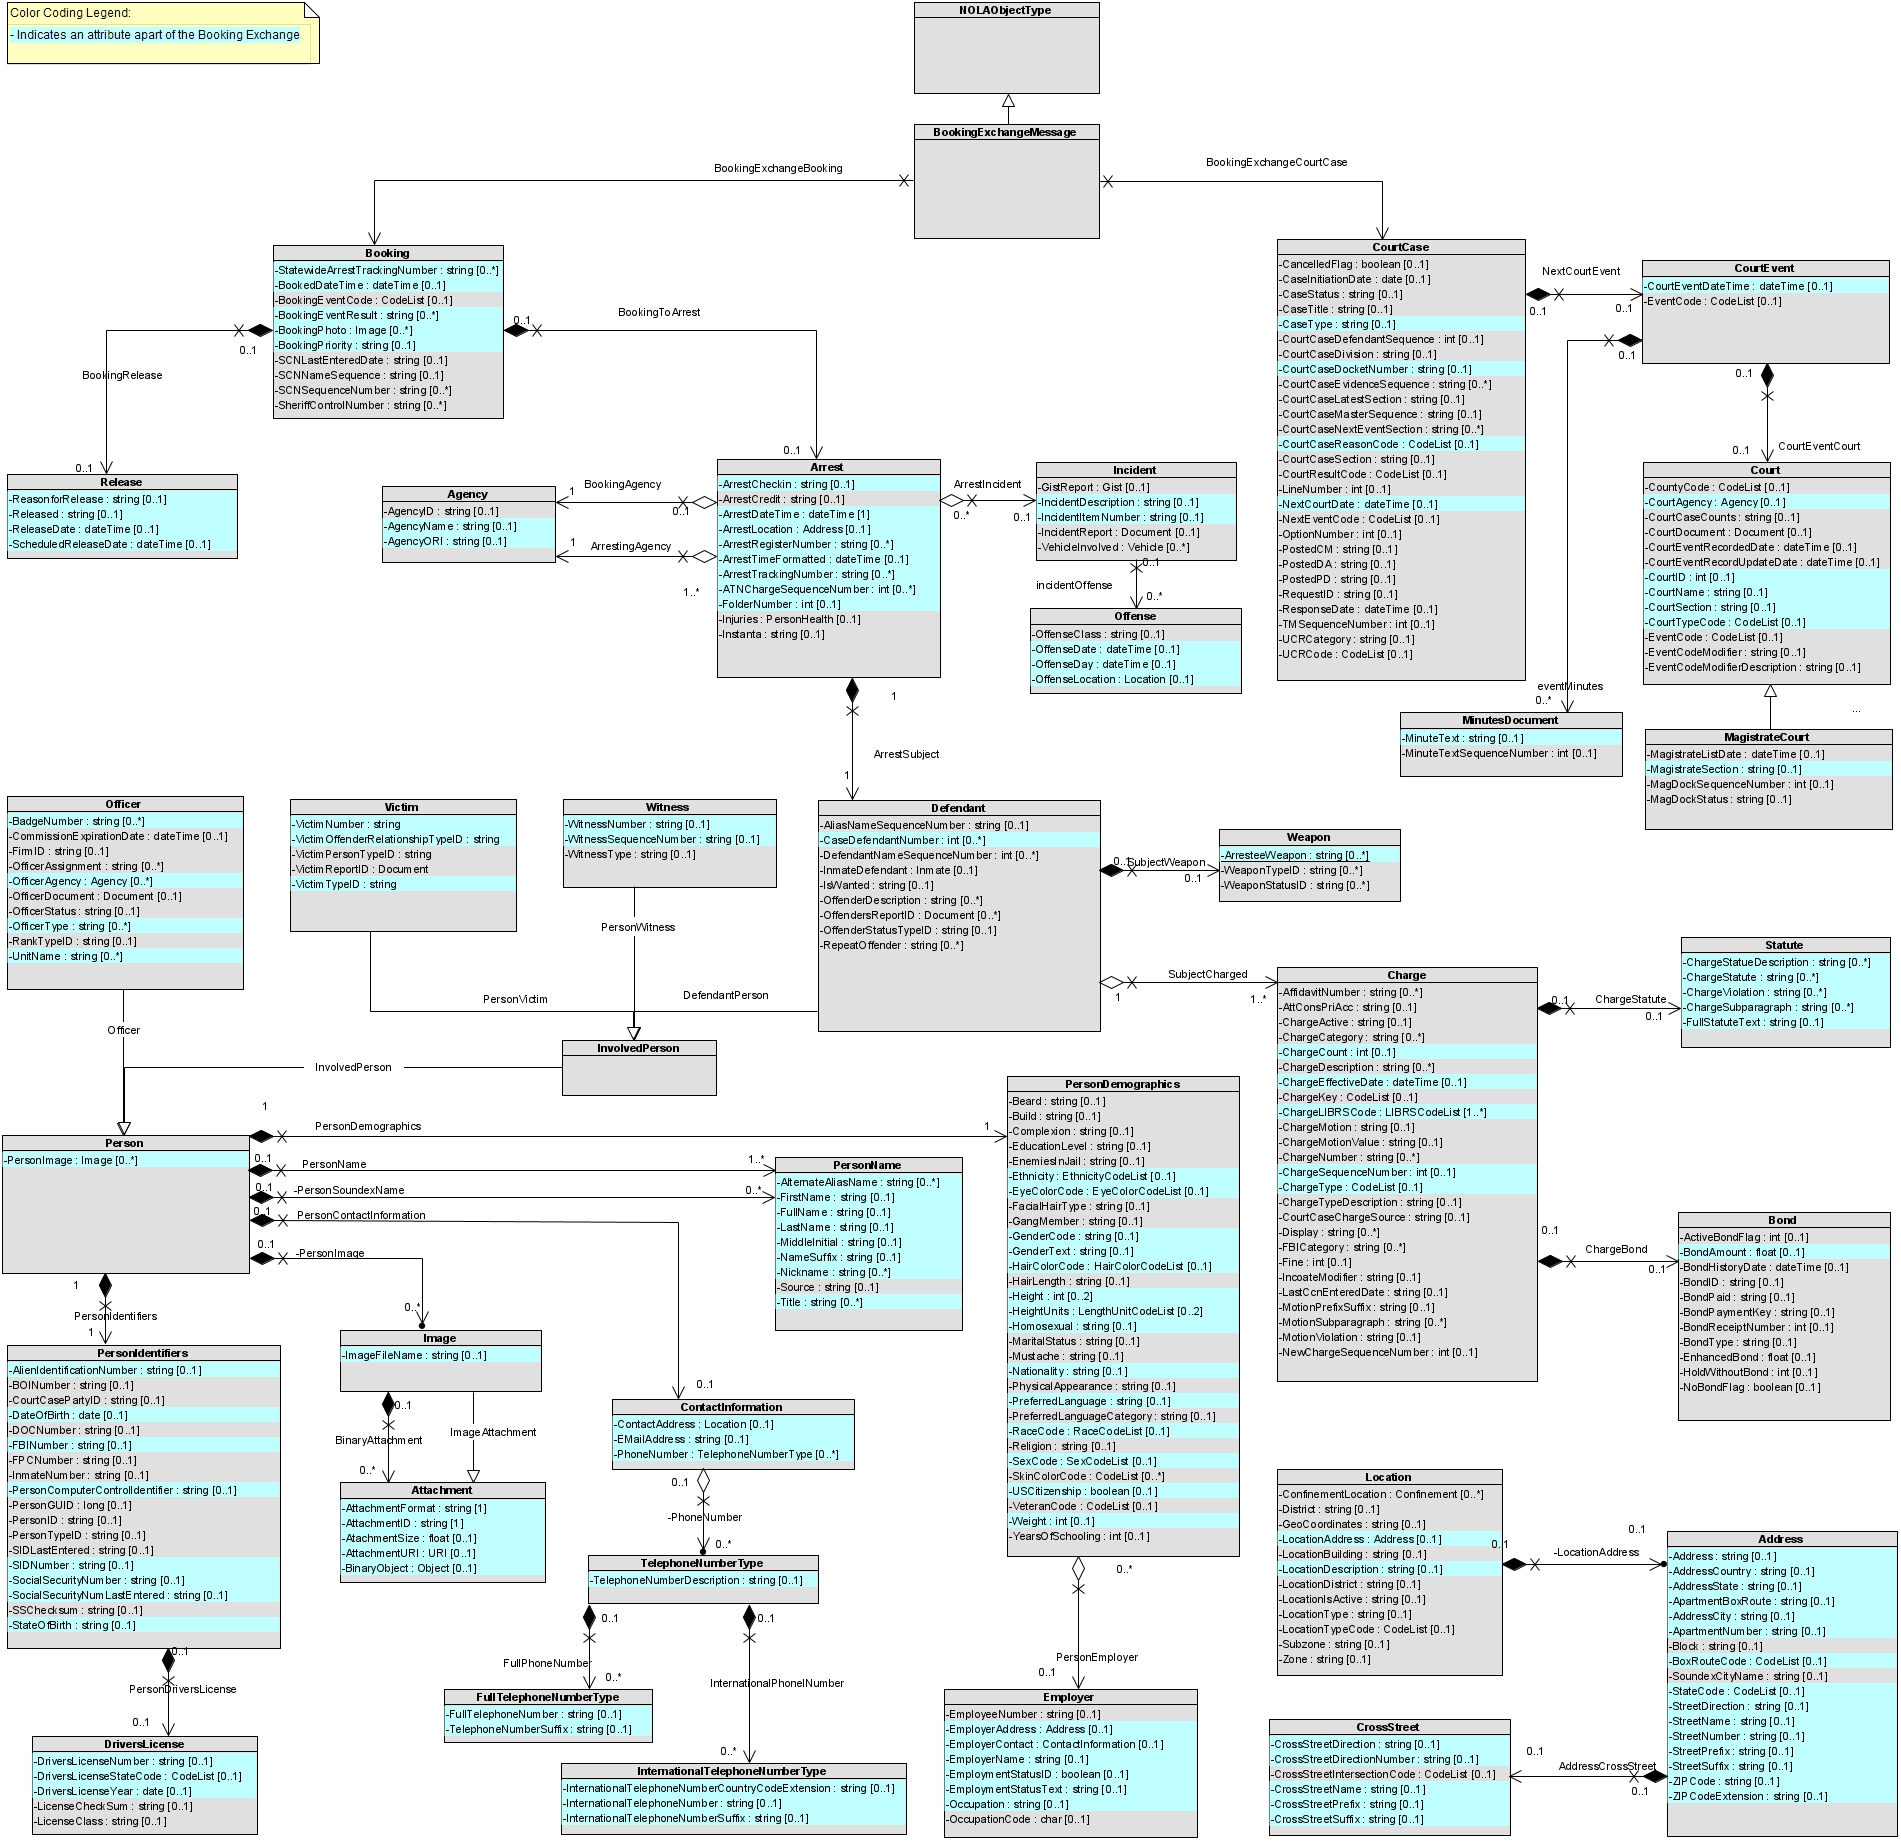 Color Coding Legend:
- Indicates an attribute apart of the Booking Exchange
NOLAObjectType
BookingExchangeMessage
BookingExchangeBooking
BookingExchangeCourtCase
Booking
-StatewideArrestTrackingNumber : string [0..*]
-BookedDateTime : dateTime [0..1]
-BookingEventCode : CodeList [0..1]
-BookingEventResult : string [0..*]
-BookingPhoto : Image [0..*]
-BookingPriority : string [0..1]
-SCNLastEnteredDate : string [0..1]
-SCNNameSequence : string [0..1]
-SCNSequenceNumber : string [0..*]
-SheriffControlNumber : string [0..*]
0..1
BookingRelease
0..1
0..1
BookingToArrest
0..1
Release
-ReasonforRelease : string [0..1]
-Released : string [0..1]
-ReleaseDate : dateTime [0..1]
-ScheduledReleaseDate : dateTime [0..1]
Agency
-AgencyID : string [0..1]
-AgencyName : string [0..1]
-AgencyORI : string [0..1]
1
BookingAgency
0..1
1
ArrestingAgency
1..*
Arrest
-ArrestCheckin : string [0..1]
-ArrestCredit : string [0..1]
-ArrestDateTime : dateTime [1]
-ArrestLocation : Address [0..1]
-ArrestRegisterNumber : string [0..*]
-ArrestTimeFormatted : dateTime [0..1]
-ArrestTrackingNumber : string [0..*]
-ATNChargeSequenceNumber : int [0..*]
-FolderNumber : int [0..1]
-Injuries : PersonHealth [0..1]
-Instanta : string [0..1]
ArrestIncident
0..*
0..1
Incident
-GistReport : Gist [0..1]
-IncidentDescription : string [0..1]
-IncidentItemNumber : string [0..1]
-IncidentReport : Document [0..1]
-VehicleInvolved : Vehicle [0..*]
0..1
incidentOffense
0..*
Offense
-OffenseClass : string [0..1]
-OffenseDate : dateTime [0..1]
-OffenseDay : dateTime [0..1]
-OffenseLocation : Location [0..1]
CourtCase
-CancelledFlag : boolean [0..1]
-CaseInitiationDate : date [0..1]
-CaseStatus : string [0..1]
-CaseTitle : string [0..1]
-CaseType : string [0..1]
-CourtCaseDefendantSequence : int [0..1]
-CourtCaseDivision : string [0..1]
-CourtCaseDocketNumber : string [0..1]
-CourtCaseEvidenceSequence : string [0..*]
-CourtCaseLatestSection : string [0..1]
-CourtCaseMasterSequence : string [0..1]
-CourtCaseNextEventSection : string [0..*]
-CourtCaseReasonCode : CodeList [0..1]
-CourtCaseSection : string [0..1]
-CourtResultCode : CodeList [0..1]
-LineNumber : int [0..1]
-NextCourtDate : dateTime [0..1]
-NextEventCode : CodeList [0..1]
-OptionNumber : int [0..1]
-PostedCM : string [0..1]
-PostedDA : string [0..1]
-PostedPD : string [0..1]
-RequestID : string [0..1]
-ResponseDate : dateTime [0..1]
-TMSequenceNumber : int [0..1]
-UCRCategory : string [0..1]
-UCRCode : CodeList [0..1]
NextCourtEvent
0..1
0..1
CourtEvent
-CourtEventDateTime : dateTime [0..1]
-EventCode : CodeList [0..1]
0..1
0..1
0..1
CourtEventCourt
Court
-CountyCode : CodeList [0..1]
-CourtAgency : Agency [0..1]
-CourtCaseCounts : string [0..1]
-CourtDocument : Document [0..1]
-CourtEventRecordedDate : dateTime [0..1]
-CourtEventRecordUpdateDate : dateTime [0..1]
-CourtID : int [0..1]
-CourtName : string [0..1]
-CourtSection : string [0..1]
-CourtTypeCode : CodeList [0..1]
-EventCode : CodeList [0..1]
-EventCodeModifier : string [0..1]
-EventCodeModifierDescription : string [0..1]
...
eventMinutes
0..*
MinutesDocument
-MinuteText : string [0..1]
-MinuteTextSequenceNumber : int [0..1]
MagistrateCourt
-MagistrateListDate : dateTime [0..1]
-MagistrateSection : string [0..1]
-MagDockSequenceNumber : int [0..1]
-MagDockStatus : string [0..1]
1
ArrestSubject
1
Officer
-BadgeNumber : string [0..*]
-CommissionExpirationDate : dateTime [0..1]
-FirmID : string [0..1]
-OfficerAssignment : string [0..*]
-OfficerAgency : Agency [0..*]
-OfficerDocument : Document [0..1]
-OfficerStatus : string [0..1]
-OfficerType : string [0..*]
-RankTypeID : string [0..1]
-UnitName : string [0..*]
Victim
-VictimNumber : string
-VictimOffenderRelationshipTypeID : string
-VictimPersonTypeID : string
-VictimReportID : Document
-VictimTypeID : string
Witness
-WitnessNumber : string [0..1]
-WitnessSequenceNumber : string [0..1]
-WitnessType : string [0..1]
Defendant
-AliasNameSequenceNumber : string [0..1]
-CaseDefendantNumber : int [0..*]
-DefendantNameSequenceNumber : int [0..*]
-InmateDefendant : Inmate [0..1]
-IsWanted : string [0..1]
-OffenderDescription : string [0..*]
-OffendersReportID : Document [0..*]
-OffenderStatusTypeID : string [0..1]
-RepeatOffender : string [0..*]
0..1
SubjectWeapon
0..1
Weapon
-ArresteeWeapon : string [0..*]
-WeaponTypeID : string [0..*]
-WeaponStatusID : string [0..*]
PersonWitness
PersonVictim
DefendantPerson
SubjectCharged
1
1..*
Officer
InvolvedPerson
InvolvedPerson
Charge
-AffidavitNumber : string [0..*]
-AttConsPriAcc : string [0..1]
-ChargeActive : string [0..1]
-ChargeCategory : string [0..*]
-ChargeCount : int [0..1]
-ChargeDescription : string [0..*]
-ChargeEffectiveDate : dateTime [0..1]
-ChargeKey : CodeList [0..1]
-ChargeLIBRSCode : LIBRSCodeList [1..*]
-ChargeMotion : string [0..1]
-ChargeMotionValue : string [0..1]
-ChargeNumber : string [0..*]
-ChargeSequenceNumber : int [0..1]
-ChargeType : CodeList [0..1]
-ChargeTypeDescription : string [0..1]
-CourtCaseChargeSource : string [0..1]
-Display : string [0..*]
-FBICategory : string [0..*]
-Fine : int [0..1]
-IncoateModifier : string [0..1]
-LastCcnEnteredDate : string [0..1]
-MotionPrefixSuffix : string [0..1]
-MotionSubparagraph : string [0..*]
-MotionViolation : string [0..1]
-NewChargeSequenceNumber : int [0..1]
0..1
ChargeStatute
0..1
Statute
-ChargeStatueDescription : string [0..*]
-ChargeStatute : string [0..*]
-ChargeViolation : string [0..*]
-ChargeSubparagraph : string [0..*]
-FullStatuteText : string [0..1]
0..1
ChargeBond
0..1
Bond
-ActiveBondFlag : int [0..1]
-BondAmount : float [0..1]
-BondHistoryDate : dateTime [0..1]
-BondID : string [0..1]
-BondPaid : string [0..1]
-BondPaymentKey : string [0..1]
-BondReceiptNumber : int [0..1]
-BondType : string [0..1]
-EnhancedBond : float [0..1]
-HoldWithoutBond : int [0..1]
-NoBondFlag : boolean [0..1]
Person
-PersonImage : Image [0..*]
1
PersonDemographics
1
0..1
PersonName
1..*
0..1
-PersonSoundexName
0..*
0..1
PersonContactInformation
0..1
-PersonImage
0..*
1
PersonIdentifiers
1
PersonName
-AlternateAliasName : string [0..*]
-FirstName : string [0..1]
-FullName : string [0..1]
-LastName : string [0..1]
-MiddleInitial : string [0..1]
-NameSuffix : string [0..1]
-Nickname : string [0..*]
-Source : string [0..1]
-Title : string [0..*]
PersonDemographics
-Beard : string [0..1]
-Build : string [0..1]
-Complexion : string [0..1]
-EducationLevel : string [0..1]
-EnemiesInJail : string [0..1]
-Ethnicity : EthnicityCodeList [0..1]
-EyeColorCode : EyeColorCodeList [0..1]
-FacialHairType : string [0..1]
-GangMember : string [0..1]
-GenderCode : string [0..1]
-GenderText : string [0..1]
-HairColorCode : HairColorCodeList [0..1]
-HairLength : string [0..1]
-Height : int [0..2]
-HeightUnits : LengthUnitCodeList [0..2]
-Homosexual : string [0..1]
-MaritalStatus : string [0..1]
-Mustache : string [0..1]
-Nationality : string [0..1]
-PhysicalAppearance : string [0..1]
-PreferredLanguage : string [0..1]
-PreferredLanguageCategory : string [0..1]
-RaceCode : RaceCodeList [0..1]
-Religion : string [0..1]
-SexCode : SexCodeList [0..1]
-SkinColorCode : CodeList [0..*]
-USCitizenship : boolean [0..1]
-VeteranCode : CodeList [0..1]
-Weight : int [0..1]
-YearsOfSchooling : int [0..1]
PersonIdentifiers
-AlienIdentificationNumber : string [0..1]
-BOINumber : string [0..1]
-CourtCasePartyID : string [0..1]
-DateOfBirth : date [0..1]
-DOCNumber : string [0..1]
-FBINumber : string [0..1]
-FPCNumber : string [0..1]
-InmateNumber : string [0..1]
-PersonComputerControlIdentifier : string [0..1]
-PersonGUID : long [0..1]
-PersonID : string [0..1]
-PersonTypeID : string [0..1]
-SIDLastEntered : string [0..1]
-SIDNumber : string [0..1]
-SocialSecurityNumber : string [0..1]
-SocialSecurityNumLastEntered : string [0..1]
-SSChecksum : string [0..1]
-StateOfBirth : string [0..1]
0..1
PersonDriversLicense
0..1
DriversLicense
-DriversLicenseNumber : string [0..1]
-DriversLicenseStateCode : CodeList [0..1]
-DriversLicenseYear : date [0..1]
-LicenseCheckSum : string [0..1]
-LicenseClass : string [0..1]
Image
-ImageFileName : string [0..1]
0..1
BinaryAttachment
0..*
ImageAttachment
Attachment
-AttachmentFormat : string [1]
-AttachmentID : string [1]
-AtachmentSize : float [0..1]
-AttachmentURI : URI [0..1]
-BinaryObject : Object [0..1]
0..1
ContactInformation
-ContactAddress : Location [0..1]
-EMailAddress : string [0..1]
-PhoneNumber : TelephoneNumberType [0..*]
0..1
-PhoneNumber
0..*
TelephoneNumberType
-TelephoneNumberDescription : string [0..1]
0..1
0..1
FullPhoneNumber
0..*
InternationalPhonelNumber
0..*
FullTelephoneNumberType
-FullTelephoneNumber : string [0..1]
-TelephoneNumberSuffix : string [0..1]
InternationalTelephoneNumberType
-InternationalTelephoneNumberCountryCodeExtension : string [0..1]
-InternationalTelephoneNumber : string [0..1]
-InternationalTelephoneNumberSuffix : string [0..1]
0..*
PersonEmployer
0..1
Employer
-EmployeeNumber : string [0..1]
-EmployerAddress : Address [0..1]
-EmployerContact : ContactInformation [0..1]
-EmployerName : string [0..1]
-EmploymentStatusID : boolean [0..1]
-EmploymentStatusText : string [0..1]
-Occupation : string [0..1]
-OccupationCode : char [0..1]
Location
-ConfinementLocation : Confinement [0..*]
-District : string [0..1]
-GeoCoordinates : string [0..1]
-LocationAddress : Address [0..1]
-LocationBuilding : string [0..1]
-LocationDescription : string [0..1]
-LocationDistrict : string [0..1]
-LocationIsActive : string [0..1]
-LocationType : string [0..1]
-LocationTypeCode : CodeList [0..1]
-Subzone : string [0..1]
-Zone : string [0..1]
0..1
-LocationAddress
0..1
Address
-Address : string [0..1]
-AddressCountry : string [0..1]
-AddressState : string [0..1]
-ApartmentBoxRoute : string [0..1]
-AddressCity : string [0..1]
-ApartmentNumber : string [0..1]
-Block : string [0..1]
-BoxRouteCode : CodeList [0..1]
-SoundexCityName : string [0..1]
-StateCode : CodeList [0..1]
-StreetDirection : string [0..1]
-StreetName : string [0..1]
-StreetNumber : string [0..1]
-StreetPrefix : string [0..1]
-StreetSuffix : string [0..1]
-ZIPCode : string [0..1]
-ZIPCodeExtension : string [0..1]
0..1
AddressCrossStreet
0..1
CrossStreet
-CrossStreetDirection : string [0..1]
-CrossStreetDirectionNumber : string [0..1]
-CrossStreetIntersectionCode : CodeList [0..1]
-CrossStreetName : string [0..1]
-CrossStreetPrefix : string [0..1]
-CrossStreetSuffix : string [0..1]